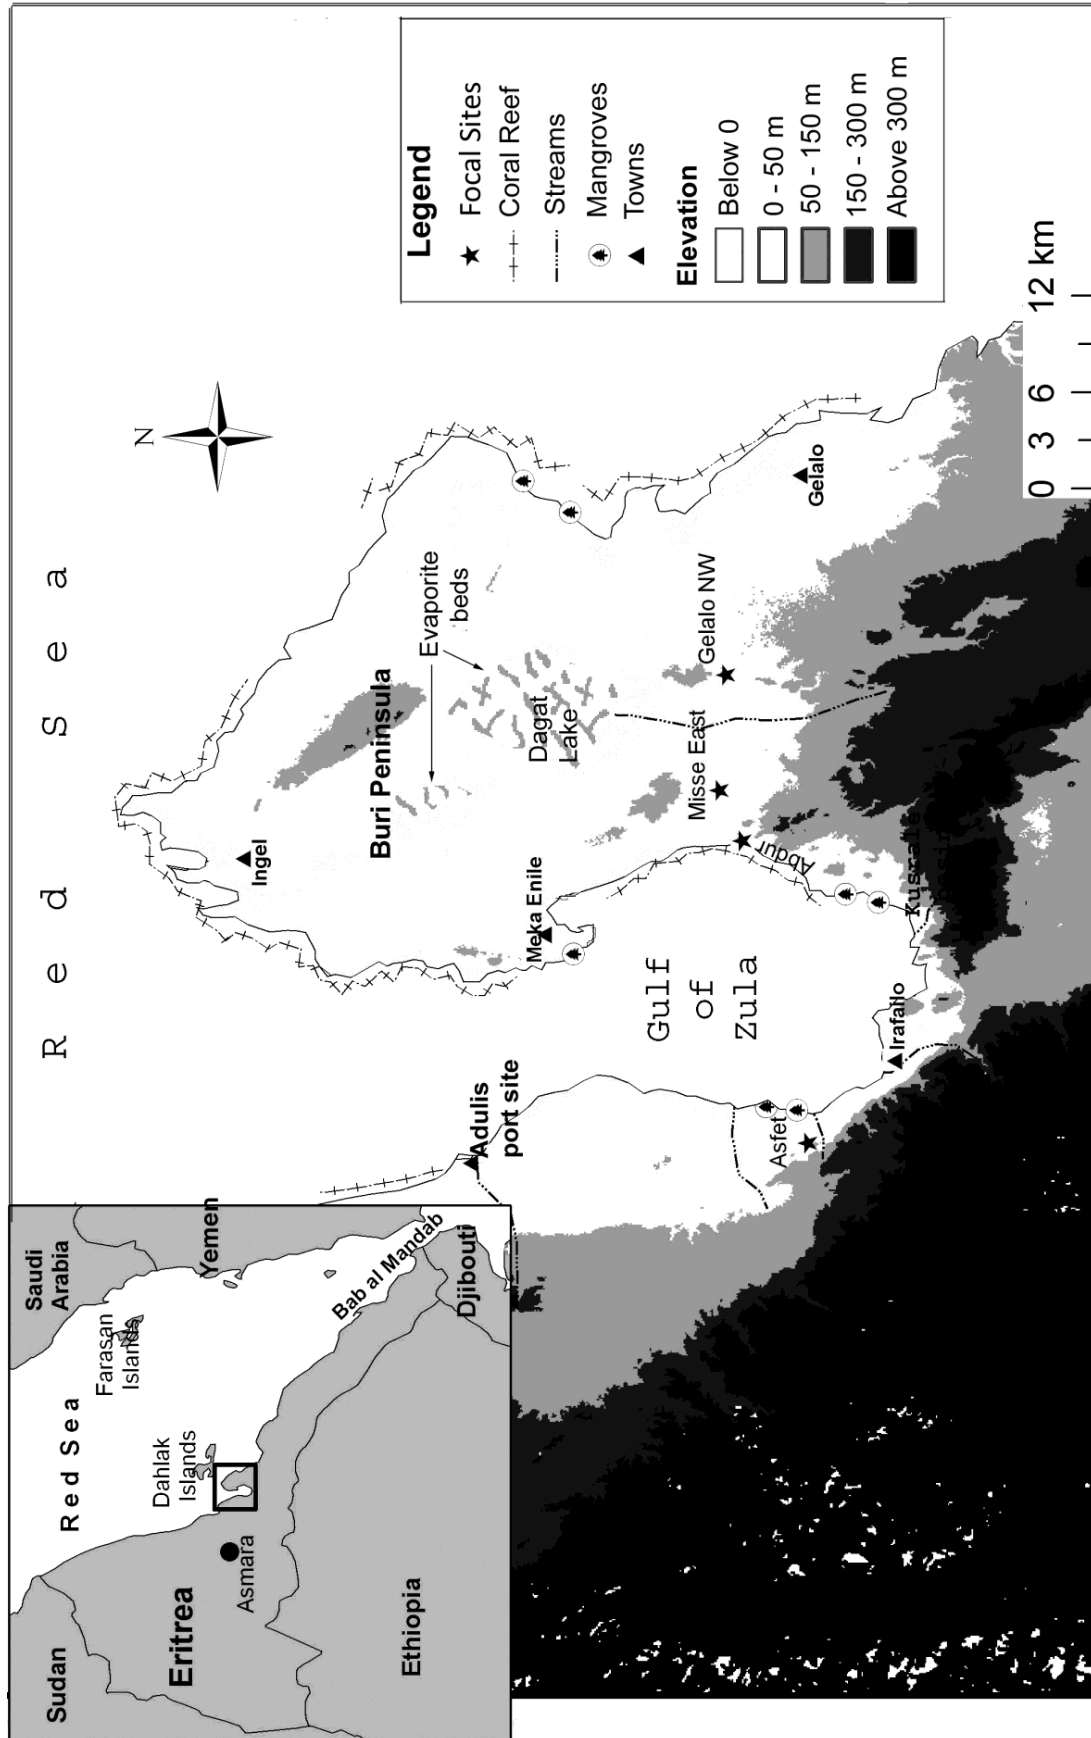 Sudan
Eritrea
Ethiopia
Asmara
Red Sea
Dahlak
Islands
Farasan
Islands
Saudi
Arabia
Yemen
Bab al Mandab
Djibouti
Red Sea
N
Ingel
Buri Peninsula
Evaporite
beds
Adulis
port site
Meka Enile
Dagat
Lake
Gulf
of
Zula
Misse East
Gelalo NW
Gelalo
Abdur
Asfet
Irafailo
Kusrale
Legend
Focal Sites
Coral Reef
Streams
Mangroves
Towns
Elevation
Below 0
0 - 50 m
50 - 150 m
150 - 300 m
Above 300 m
0 3 6 12 km